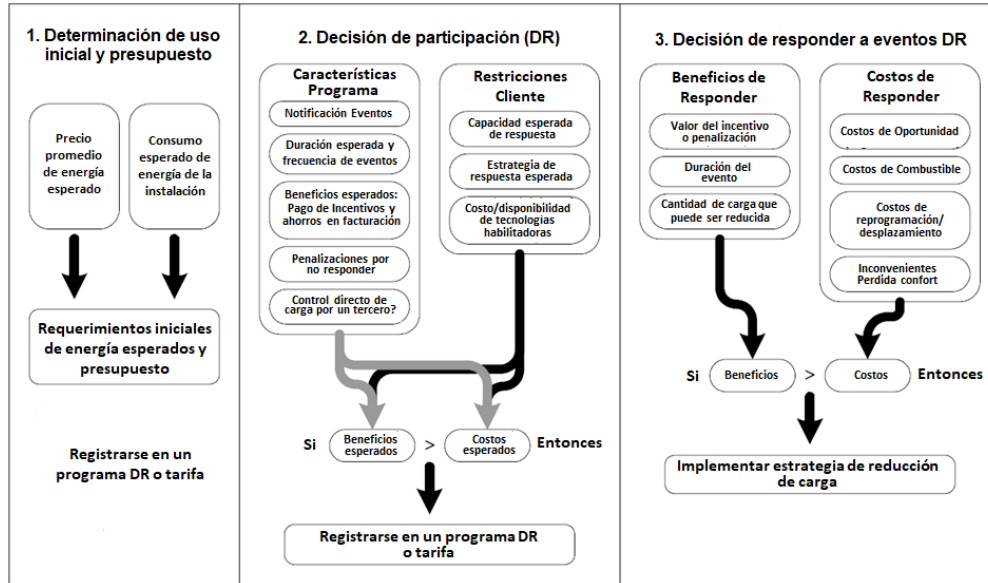 1. Determinación de uso
inicial y presupuesto
Precio
promedio
de energía
esperado
Consumo
esperado de
energía de la
instalación
Requerimientos iniciales
de energía esperados y
presupuesto
Registrarse en un
programa DR o tarifa
2. Decisión de participación (DR)
Características
Programa
Notificación Eventos
Duración esperada y
frecuencia de eventos
Beneficios esperados:
Pago de Incentivos y
ahorros en facturación
Penalizaciones por
no responder
Control directo de
carga por un tercero?
Restricciones
Cliente
Capacidad esperada
de respuesta
Estrategia de
respuesta esperada
Costo/disponibilidad
de tecnologías
habilitadoras
Si
Beneficios
esperados
>
Costos
esperados
Entonces
Registrarse en un programa DR
o tarifa
3. Decisión de responder a eventos DR
Beneficios de
Responder
Valor del incentivo
o penalización
Duración del
evento
Cantidad de carga que
puede ser reducida
Costos de
Responder
Costos de Oportunidad
Costos de Combustible
Costos de
reprogramación/
desplazamiento
Inconvenientes
Perdida confort
Si
Beneficios
>
Costos
Entonces
Implementar estrategia de reducción
de carga